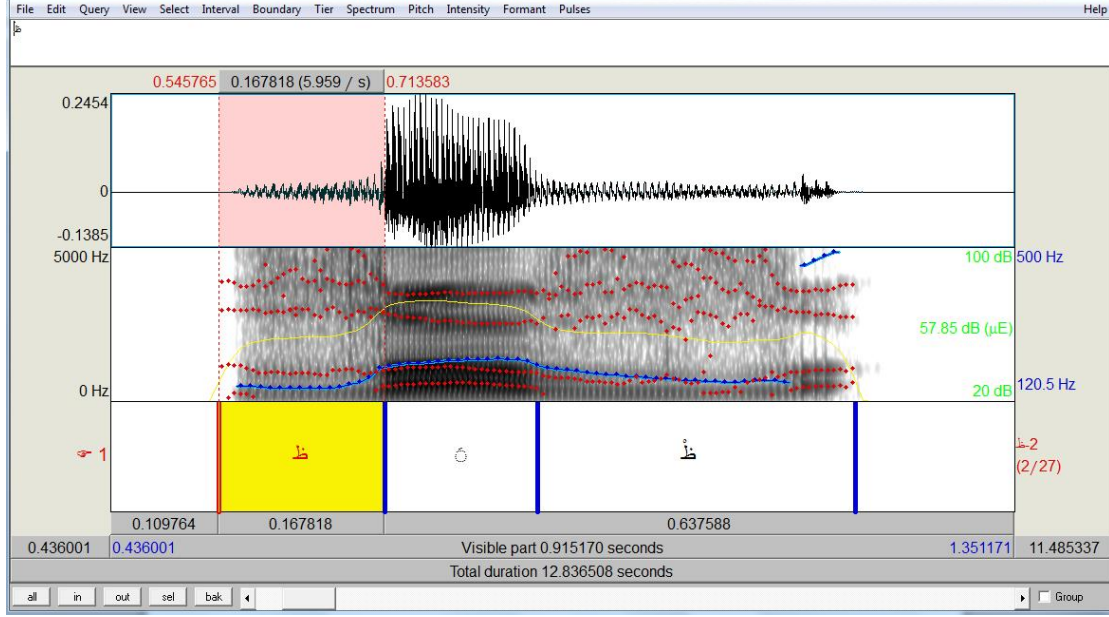 File Edit Query View Select Interval Boundary Tier Spectrum Pitch Intensity Formant Pulses Help
ظ
0.545765 0.167818 (5.959 / s) 0.713583
0.2454
0
-0.1385
5000 Hz 100 dB 500 Hz
57.85 dB (µE)
0 Hz 20 dB 120.5 Hz
☞ 1 ظ ◌َ ظْ ظ-2
(2/27)
0.109764 0.167818 0.637588
0.436001 0.436001 Visible part 0.915170 seconds 1.351171 11.485337
Total duration 12.836508 seconds
all in out sel bak Group